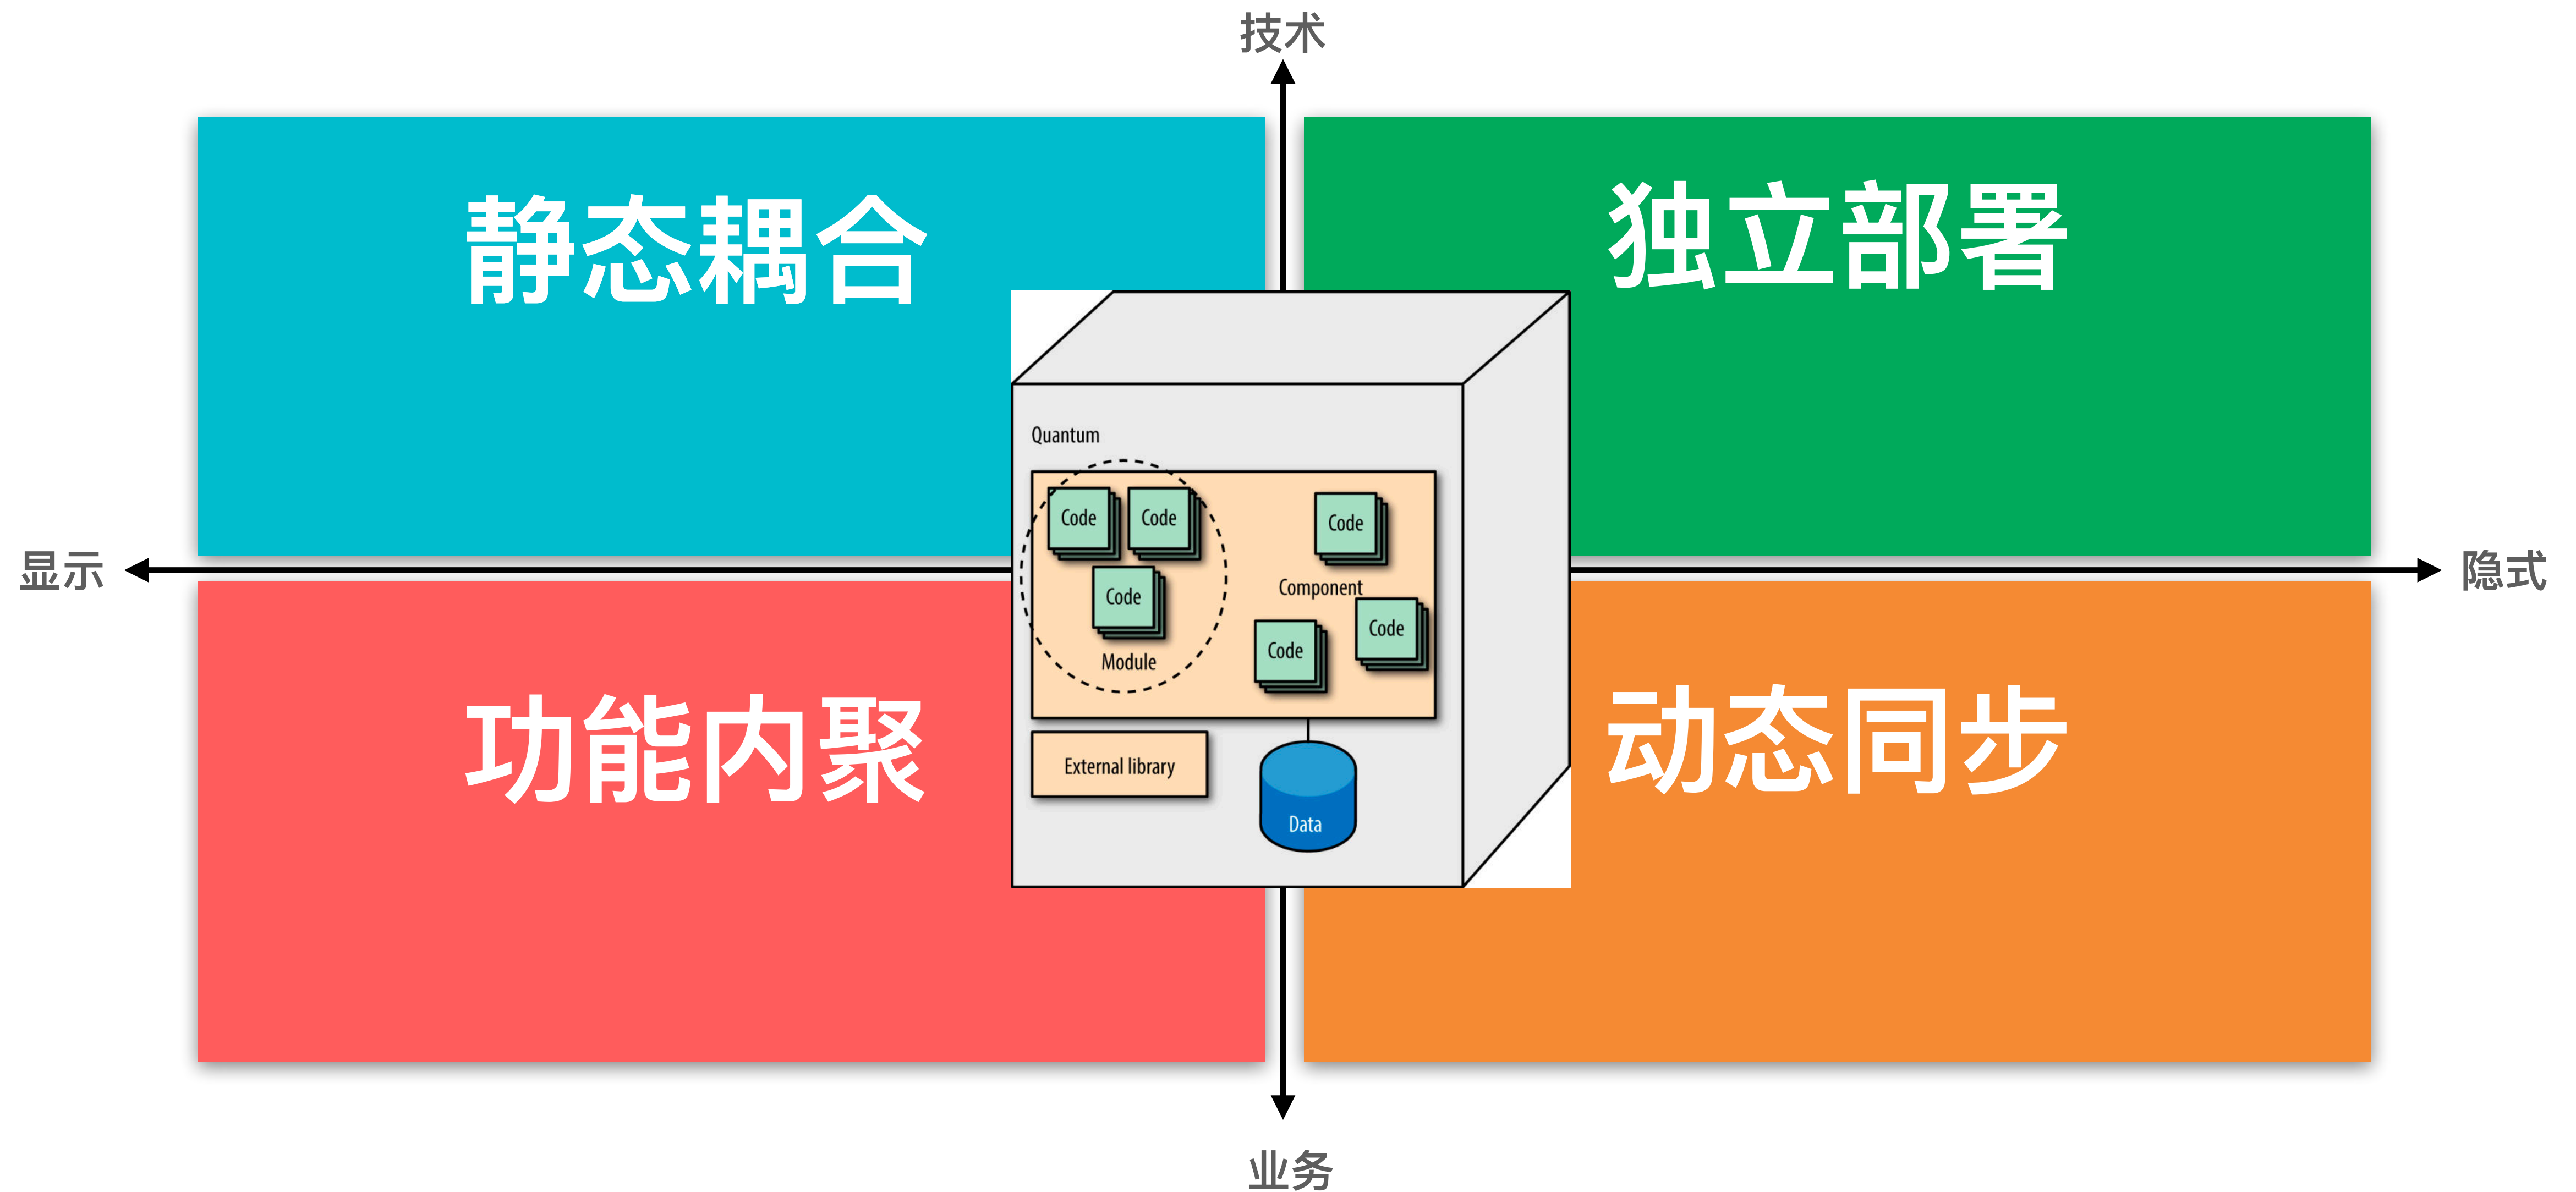 技术
静态耦合
独立部署
Quantum
Code
Code
Code
Module
Code
Component
Code
Code
External library
Data
显示
隐式
功能内聚
动态同步
业务